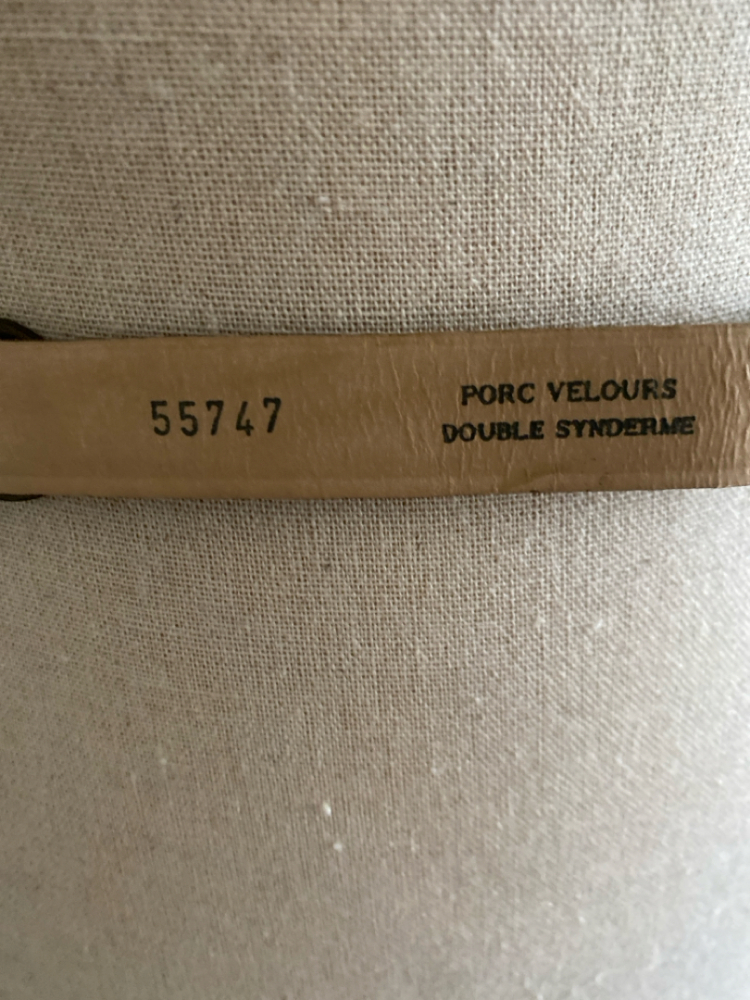 55747
PORC VELOURS
DOUBLE SYNDERME